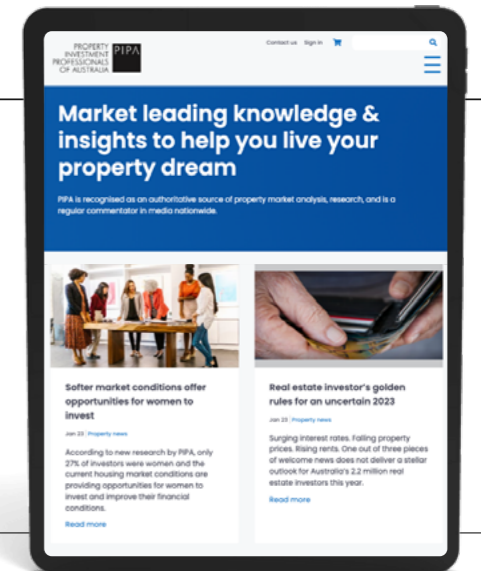 PROPERTY
INVESTMENT
PROFESSIONALS
OF AUSTRALIA
PIPA
Contact us Sign in
Market leading knowledge &
insights to help you live your
property dream
PIPA is recognised as an authoritative source of property market analysis, research, and is a
regular commentator in media nationwide.
Softer market conditions offer
opportunities for women to
invest
Jan 23 | Property news
According to new research by PIPA, only
27% of investors were women and the
current housing market conditions are
providing opportunities for women to
invest and improve their financial
conditions.
Read more
Real estate investor's golden
rules for an uncertain 2023
Jan 23 | Property news
Surging interest rates. Falling property
prices. Rising rents. One out of three pieces
of welcome news does not deliver a stellar
outlook for Australia's 2.2 million real
estate investors this year.
Read more